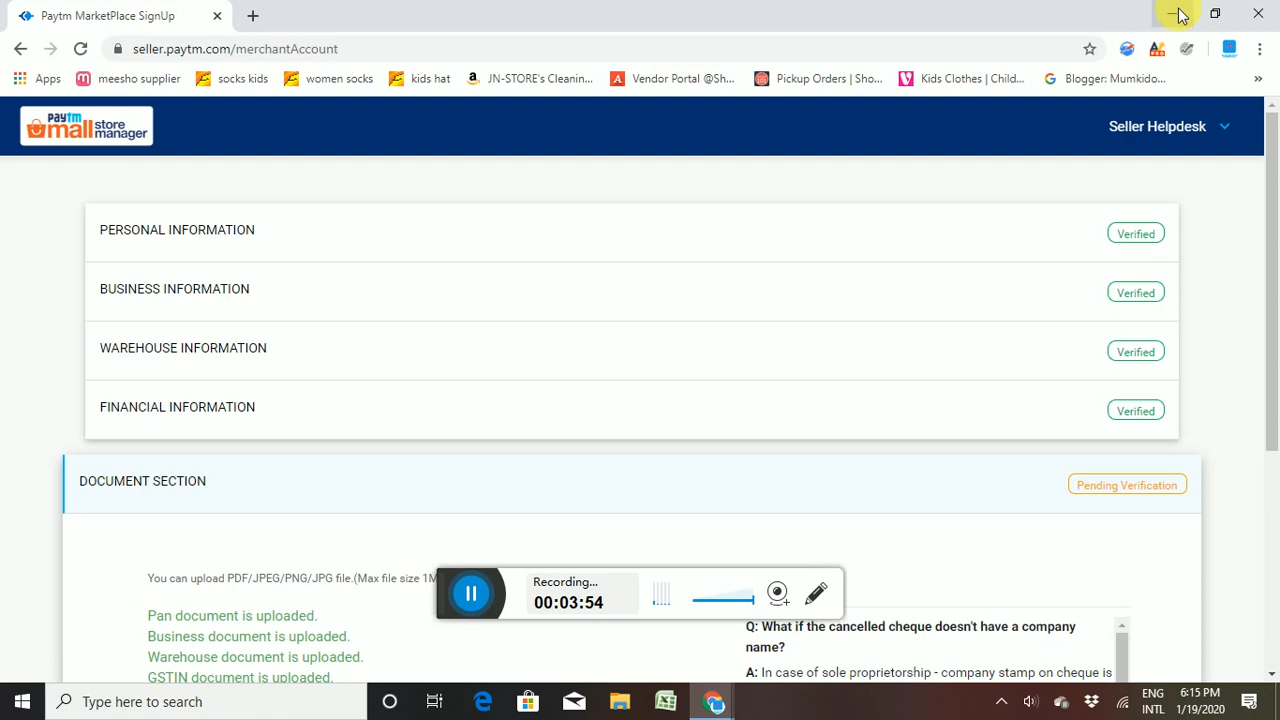 Paytm MarketPlace SignUp
seller.paytm.com/merchantAccount
Apps meesho supplier socks kids women socks kids hat JN-STORE's Cleanin... Vendor Portal @Sh... Pickup Orders | Sho... Kids Clothes | Child... Blogger: Mumkido... »
paytm mall store manager
Seller Helpdesk
PERSONAL INFORMATION Verified
BUSINESS INFORMATION Verified
WAREHOUSE INFORMATION Verified
FINANCIAL INFORMATION Verified
DOCUMENT SECTION Pending Verification
You can upload PDF/JPEG/PNG/JPG file.(Max file size 1M
Pan document is uploaded.
Business document is uploaded.
Warehouse document is uploaded.
GSTIN document is uploaded.
Recording...
00:03:54
Q: What if the cancelled cheque doesn't have a company
name?
A: In case of sole proprietorship - company stamp on cheque is
Type here to search
ENG
INTL
6:15 PM
1/19/2020